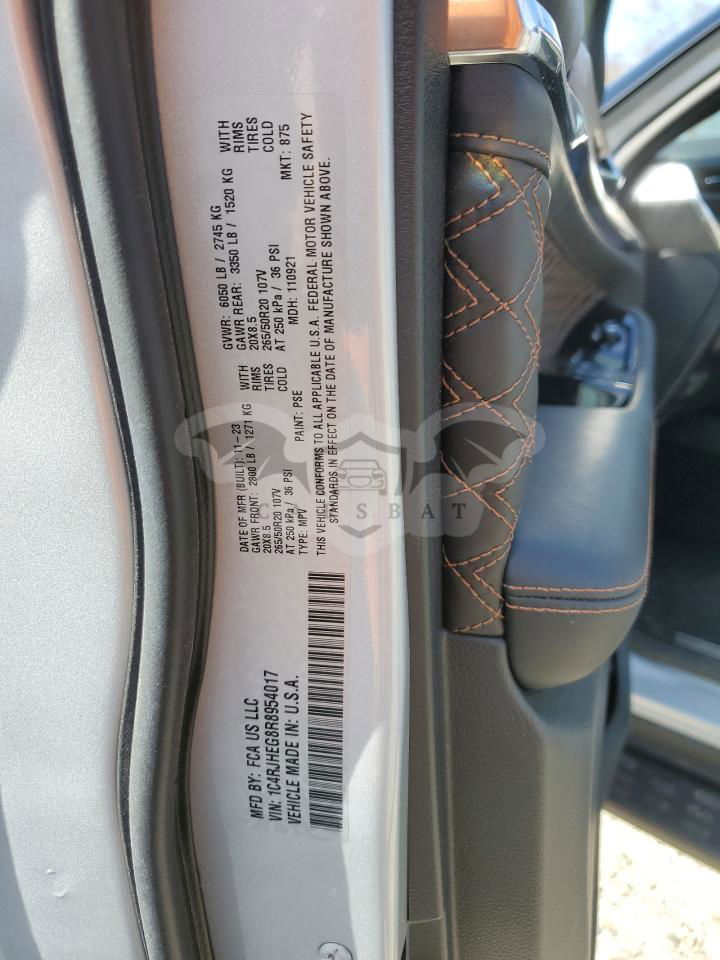 MFD BY: FCA US LLC
VIN: 1C4RJHEG8R8954017
VEHICLE MADE IN: U.S.A.
DATE OF MFR (BUILT): 11-23 GVWR: 6050 LB / 2745 KG
GAWR FRONT: 2800 LB / 1271 KG WITH GAWR REAR: 3350 LB / 1520 KG WITH
20X8.5 RIMS 20X8.5 RIMS
265/50R20 107V TIRES 265/50R20 107V TIRES
AT 250 kPa / 36 PSI COLD AT 250 kPa / 36 PSI COLD
TYPE: MPV PAINT: PSE MDH: 110921 MKT: 875
THIS VEHICLE CONFORMS TO ALL APPLICABLE U.S.A. FEDERAL MOTOR VEHICLE SAFETY
STANDARDS IN EFFECT ON THE DATE OF MANUFACTURE SHOWN ABOVE.